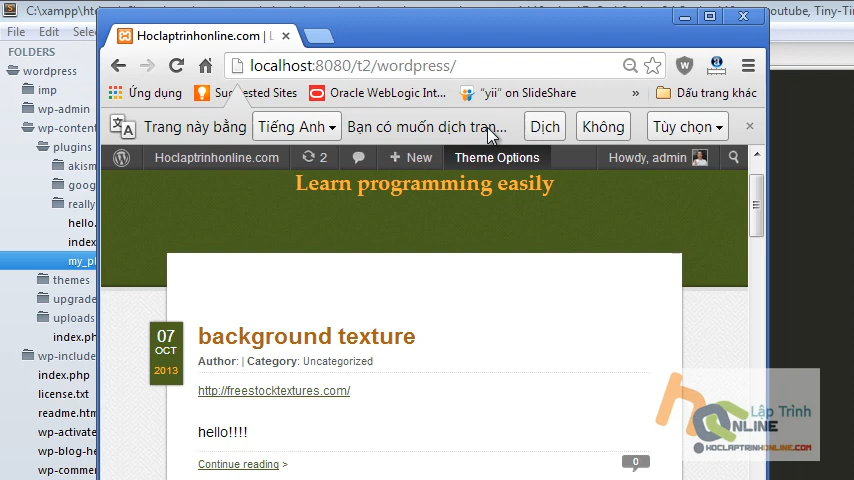 C:\xampp\htdocs
youtube, Tiny-Ti
File Edit Selec
FOLDERS
wordpress
imp
wp-admin
wp-content
plugins
akism
goog
really
hello.
index
my_pl
themes
upgrade
uploads
index.ph
wp-include
index.php
license.txt
readme.htm
wp-activate
wp-blog-he
wp-comme
Hoclaptrinhonline.com | L
localhost:8080/t2/wordpress/
Ứng dụng
Suggested Sites
Oracle WebLogic Int...
"yii" on SlideShare
»
Dấu trang khác
Trang này bằng
Tiếng Anh
Bạn có muốn dịch tran...
Dịch
Không
Tùy chọn
Hoclaptrinhonline.com
2
+ New
Theme Options
Howdy, admin
Learn programming easily
07
OCT
2013
background texture
Author: | Category: Uncategorized
http://freestocktextures.com/
hello!!!!
Continue reading >
0
Lập Trình
ONLINE
HOCLAPTRINHONLINE.COM